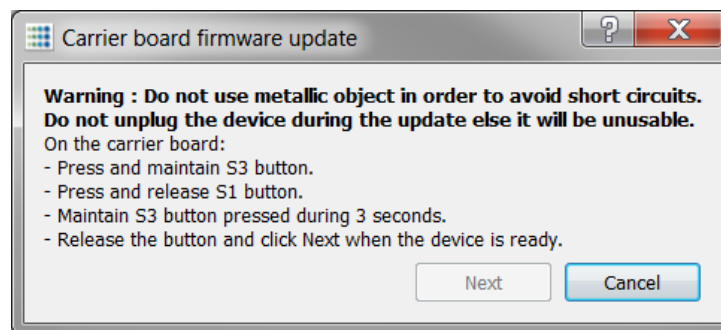 Carrier board firmware update
Warning : Do not use metallic object in order to avoid short circuits.
Do not unplug the device during the update else it will be unusable.
On the carrier board:
- Press and maintain S3 button.
- Press and release S1 button.
- Maintain S3 button pressed during 3 seconds.
- Release the button and click Next when the device is ready.
Next Cancel